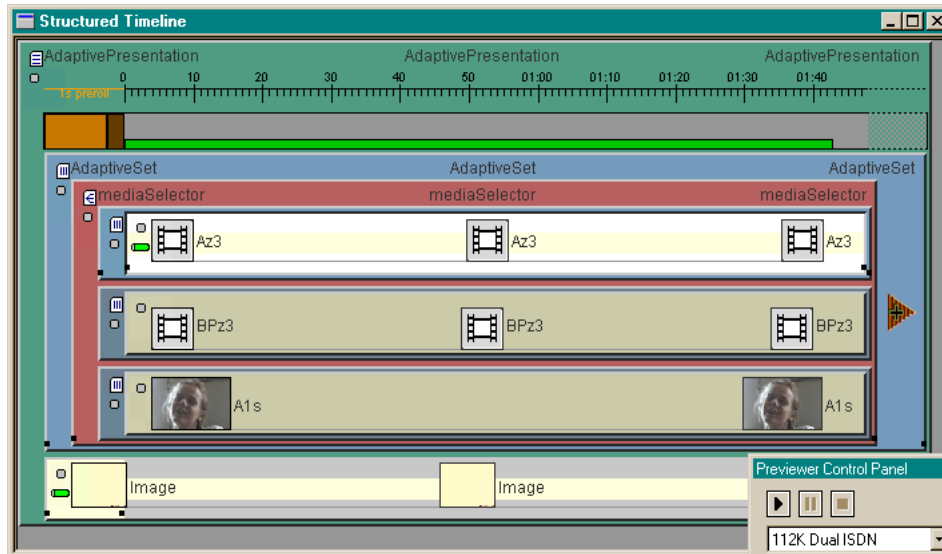 Structured Timeline
AdaptivePresentation AdaptivePresentation AdaptivePresentation
0 10 20 30 40 50 01:00 01:10 01:20 01:30 01:40
1s preroll
AdaptiveSet AdaptiveSet AdaptiveSet
mediaSelector mediaSelector mediaSelector
Az3 Az3 Az3
BPz3 BPz3 BPz3
A1s A1s
Image Image
Previewer Control Panel
112K Dual ISDN